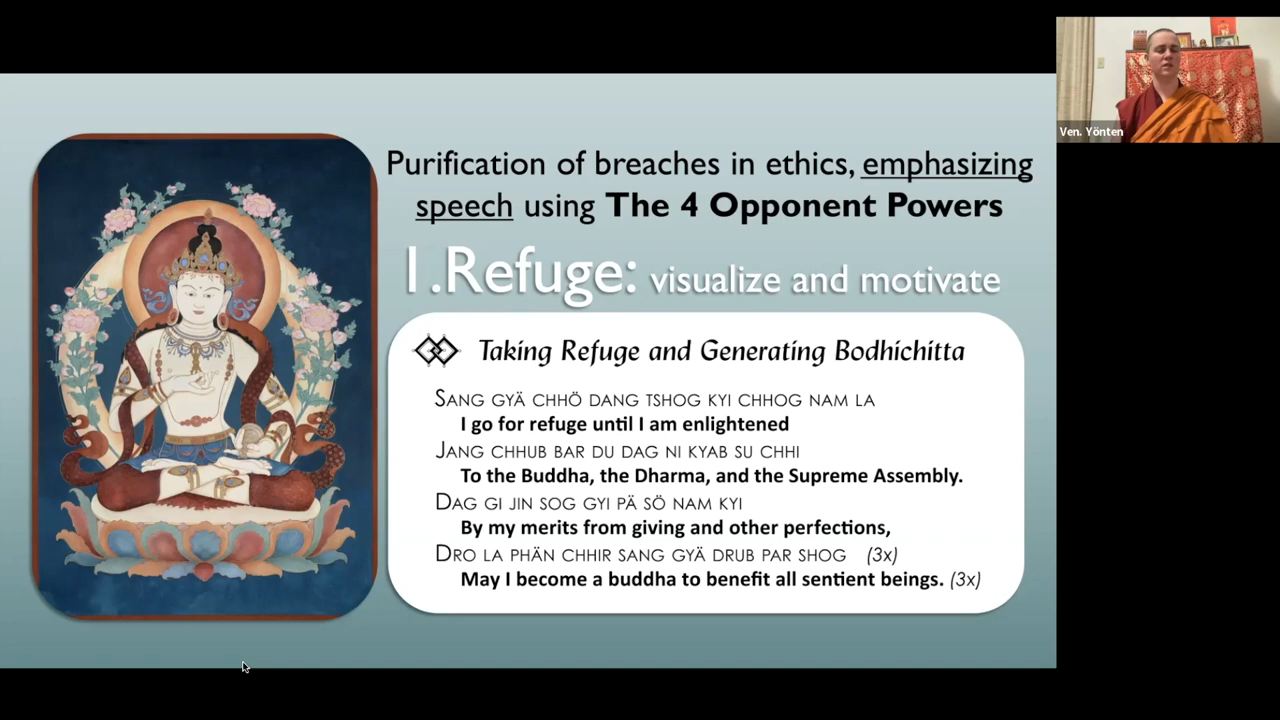 Purification of breaches in ethics, emphasizing
speech using The 4 Opponent Powers
1.Refuge: visualize and motivate
Taking Refuge and Generating Bodhichitta
SANG GYÄ CHHÖ DANG TSHOG KYI CHHOG NAM LA
I go for refuge until I am enlightened
JANG CHHUB BAR DU DAG NI KYAB SU CHHI
To the Buddha, the Dharma, and the Supreme Assembly.
DAG GI JIN SOG GYI PÄ SÖ NAM KYI
By my merits from giving and other perfections,
DRO LA PHÄN CHHIR SANG GYÄ DRUB PAR SHOG (3x)
May I become a buddha to benefit all sentient beings. (3x)
Ven. Yönten